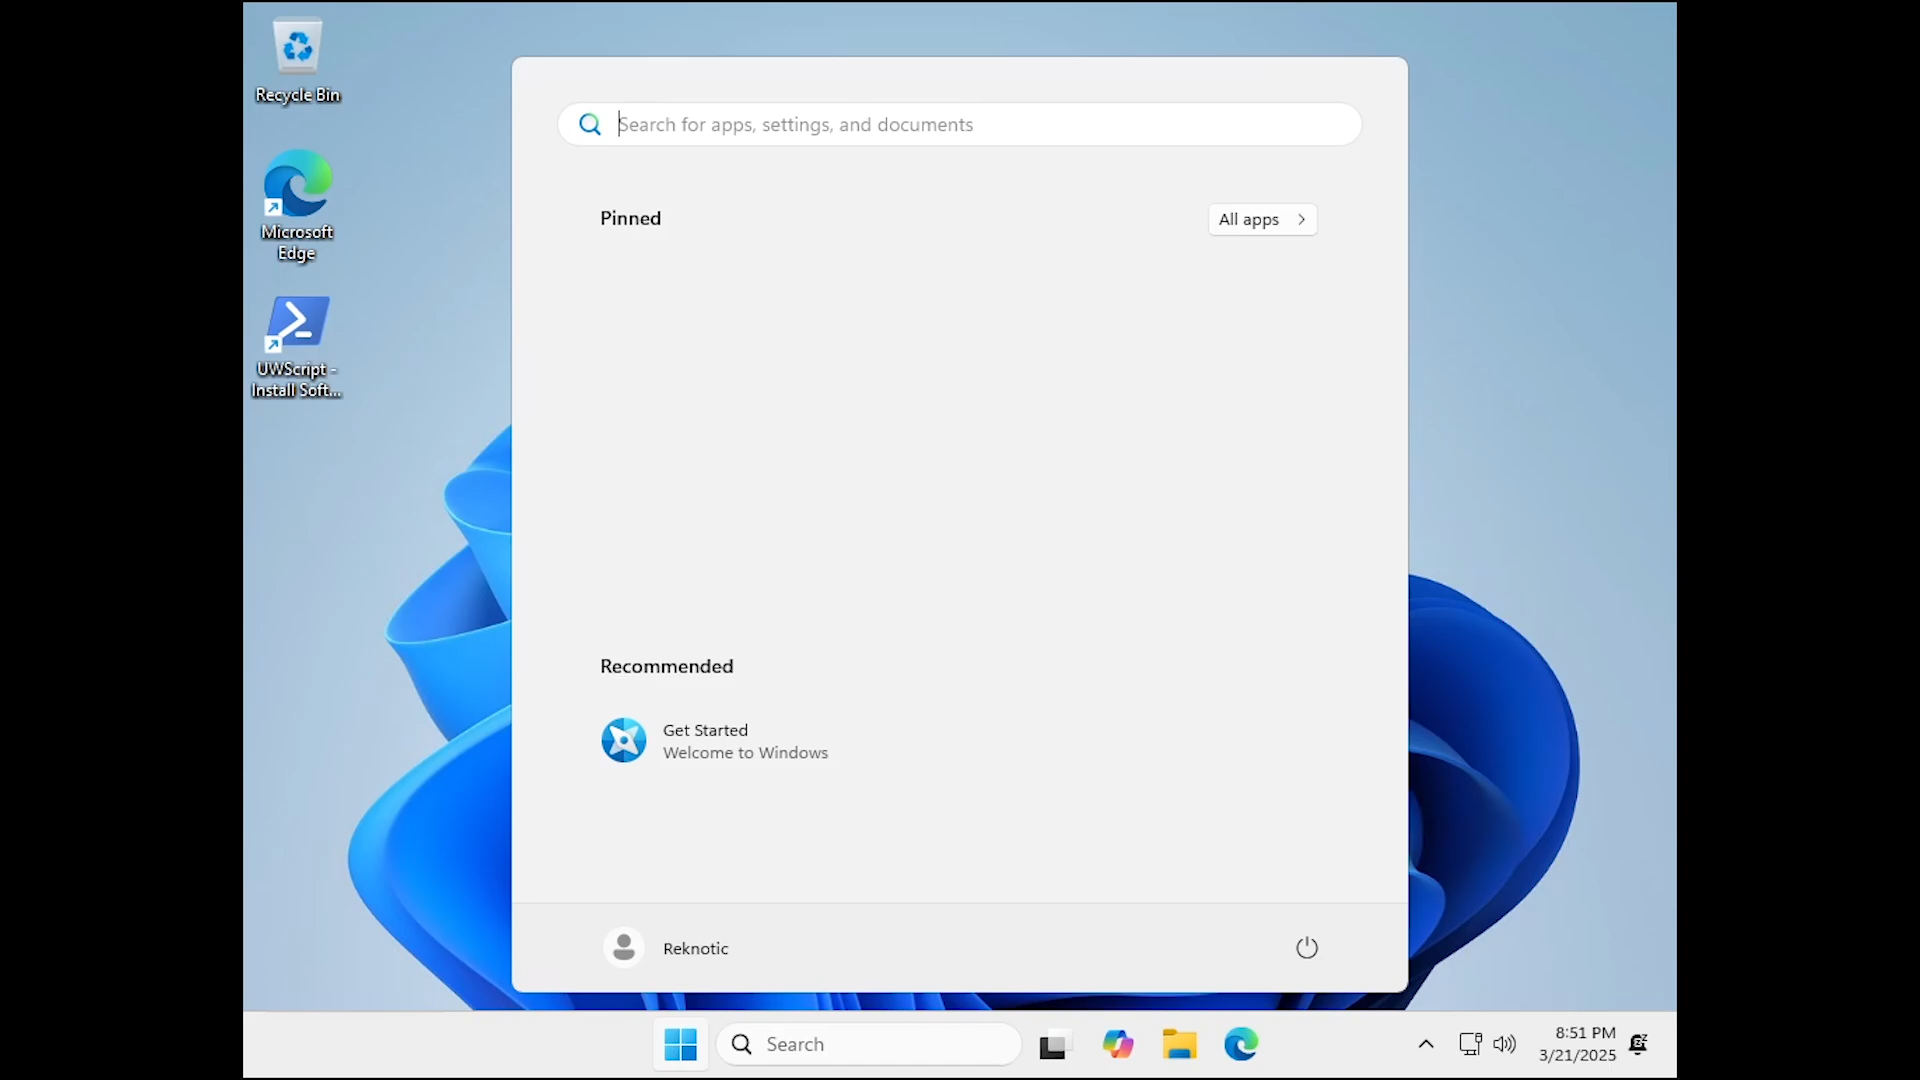 Recycle Bin
Microsoft
Edge
UWScript -
Install Soft...
Search for apps, settings, and documents
Pinned
All apps
Recommended
Get Started
Welcome to Windows
Reknotic
Search
8:51 PM
3/21/2025